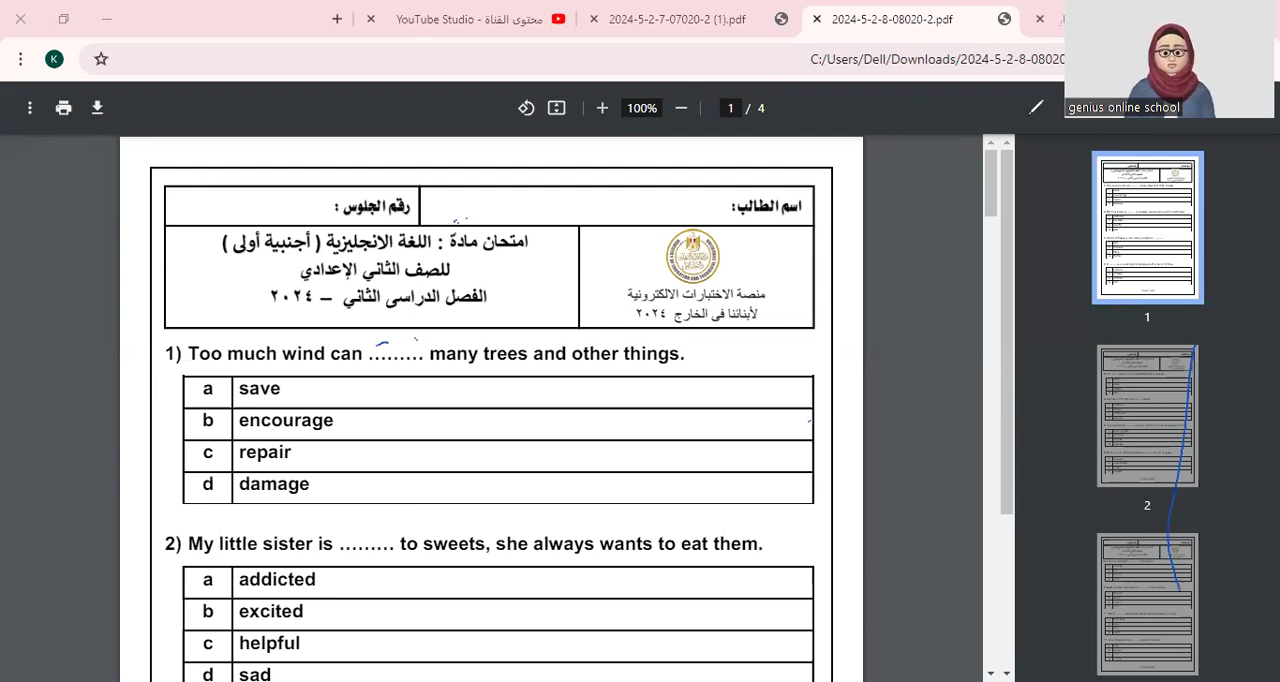 YouTube Studio - محتوى القناة
2024-5-2-7-07020-2 (1).pdf
2024-5-2-8-08020-2.pdf
K
C:/Users/Dell/Downloads/2024-5-2-8-0802
genius online school
100%
1 / 4
اسم الطالب:
رقم الجلوس :
امتحان مادة : اللغة الانجليزية ( أجنبية أولى )
للصف الثاني الإعدادي
الفصل الدراسى الثاني – ٢٠٢٤
منصة الاختبارات الالكترونية
لأبنائنا فى الخارج ٢٠٢٤
1) Too much wind can ……… many trees and other things.
a save
b encourage
c repair
d damage
2) My little sister is ……… to sweets, she always wants to eat them.
a addicted
b excited
c helpful
d sad
1
2